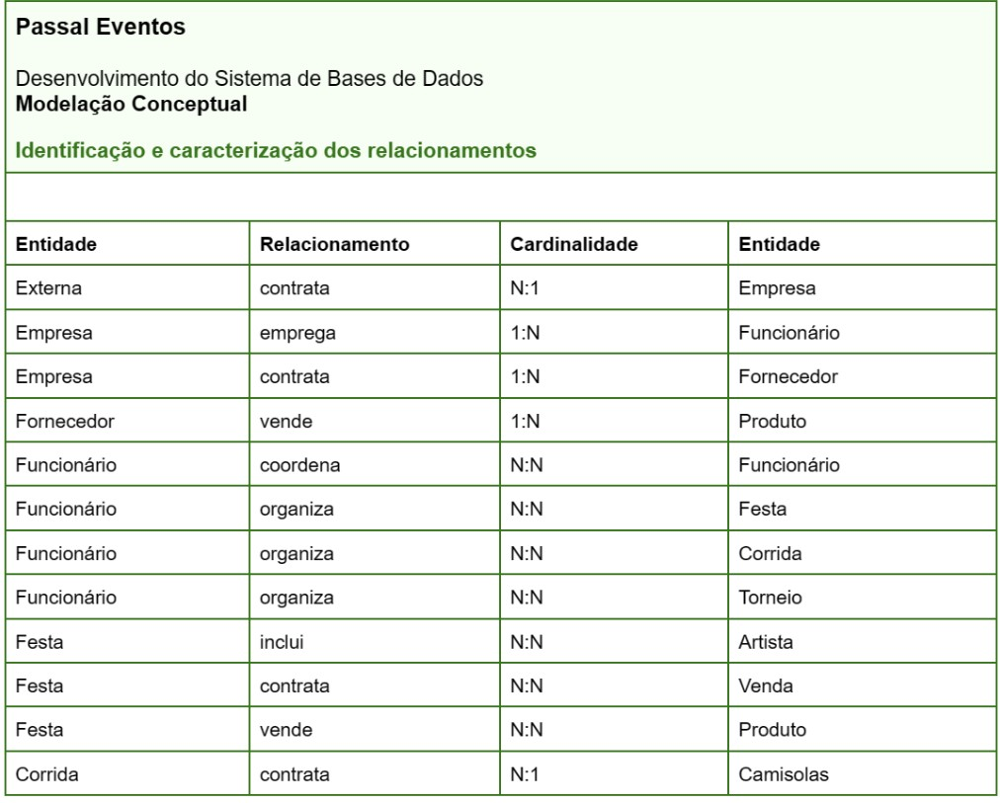 Passal Eventos
Desenvolvimento do Sistema de Bases de Dados
Modelação Conceptual
Identificação e caracterização dos relacionamentos
Entidade Relacionamento Cardinalidade Entidade
Externa contrata N:1 Empresa
Empresa emprega 1:N Funcionário
Empresa contrata 1:N Fornecedor
Fornecedor vende 1:N Produto
Funcionário coordena N:N Funcionário
Funcionário organiza N:N Festa
Funcionário organiza N:N Corrida
Funcionário organiza N:N Torneio
Festa inclui N:N Artista
Festa contrata N:N Venda
Festa vende N:N Produto
Corrida contrata N:1 Camisolas